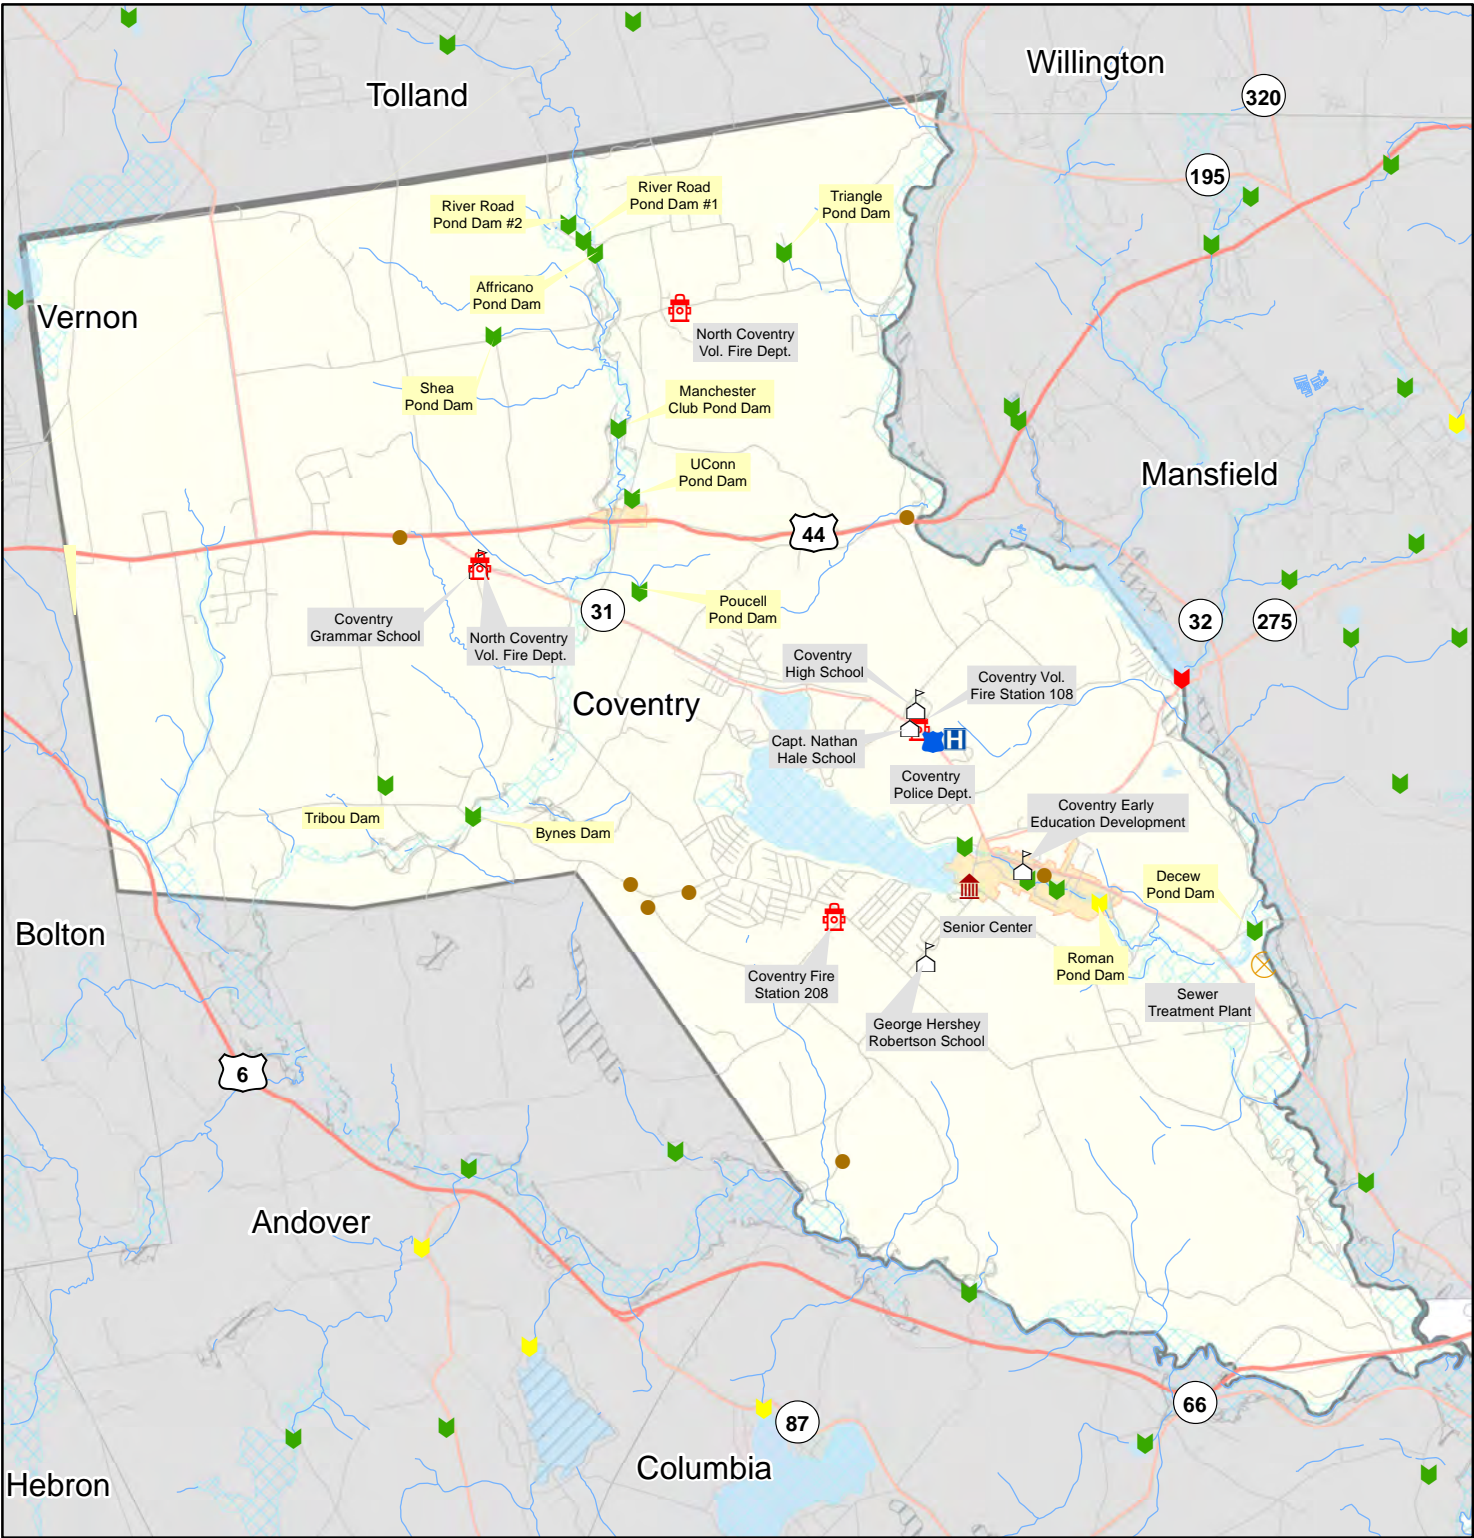 Willington
Tolland
320
195
River Road
Pond Dam #1
River Road
Pond Dam #2
Triangle
Pond Dam
Affricano
Pond Dam
Vernon
North Coventry
Vol. Fire Dept.
Shea
Pond Dam
Manchester
Club Pond Dam
UConn
Pond Dam
Mansfield
44
Coventry
Grammar School
North Coventry
Vol. Fire Dept.
31
Poucell
Pond Dam
32
275
Coventry
High School
Coventry Vol.
Fire Station 108
Coventry
Capt. Nathan
Hale School
H
Coventry
Police Dept.
Tribou Dam
Bynes Dam
Coventry Early
Education Development
Decew
Pond Dam
Bolton
Senior Center
Roman
Pond Dam
Coventry Fire
Station 208
Sewer
Treatment Plant
George Hershey
Robertson School
6
Andover
66
87
Columbia
Hebron